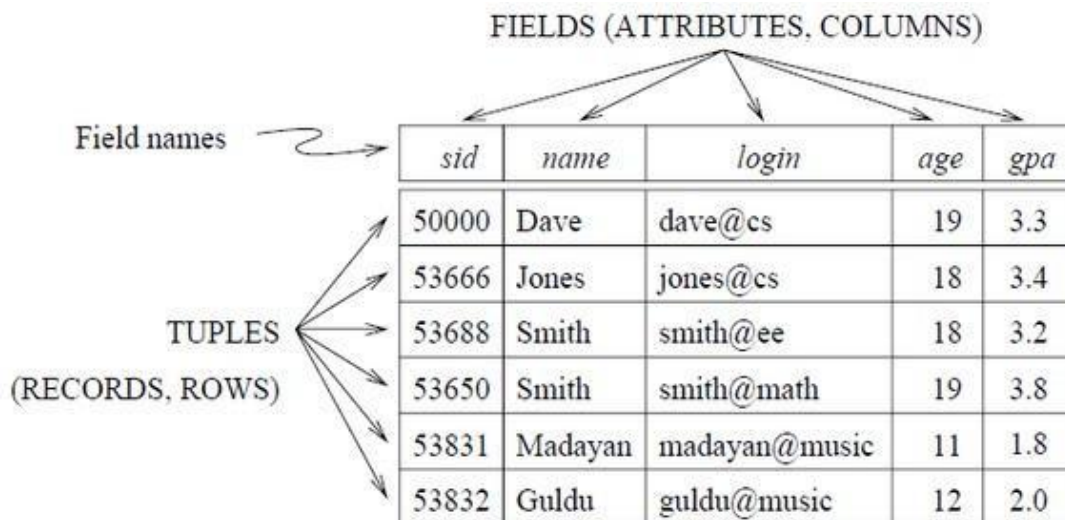 FIELDS (ATTRIBUTES, COLUMNS)
Field names
sid name login age gpa
50000 Dave dave@cs 19 3.3
53666 Jones jones@cs 18 3.4
53688 Smith smith@ee 18 3.2
TUPLES
(RECORDS, ROWS)
53650 Smith smith@math 19 3.8
53831 Madayan madayan@music 11 1.8
53832 Guldu guldu@music 12 2.0